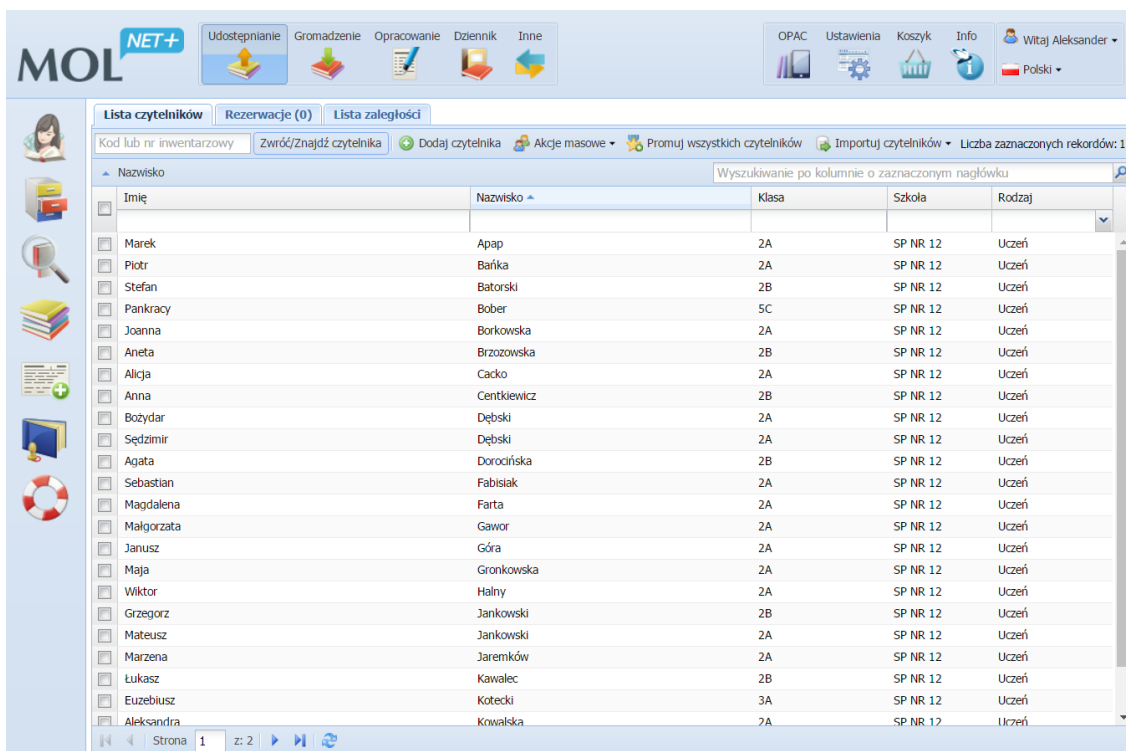 MOL NET+
Udostępnianie Gromadzenie Opracowanie Dziennik Inne
OPAC Ustawienia Koszyk Info
Witaj Aleksander
Polski
Lista czytelników Rezerwacje (0) Lista zaległości
Kod lub nr inwentarzowy Zwróć/Znajdź czytelnika Dodaj czytelnika Akcje masowe Promuj wszystkich czytelników Importuj czytelników Liczba zaznaczonych rekordów: 1
Nazwisko Wyszukiwanie po kolumnie o zaznaczonym nagłówku
Imię Nazwisko Klasa Szkoła Rodzaj
Marek Apap 2A SP NR 12 Uczeń
Piotr Bańka 2A SP NR 12 Uczeń
Stefan Batorski 2B SP NR 12 Uczeń
Pankracy Bober 5C SP NR 12 Uczeń
Joanna Borkowska 2A SP NR 12 Uczeń
Aneta Brzozowska 2B SP NR 12 Uczeń
Alicja Cacko 2A SP NR 12 Uczeń
Anna Centkiewicz 2B SP NR 12 Uczeń
Bożydar Dębski 2A SP NR 12 Uczeń
Sędzimir Dębski 2A SP NR 12 Uczeń
Agata Dorocińska 2B SP NR 12 Uczeń
Sebastian Fabisiak 2A SP NR 12 Uczeń
Magdalena Farta 2A SP NR 12 Uczeń
Małgorzata Gawor 2A SP NR 12 Uczeń
Janusz Góra 2A SP NR 12 Uczeń
Maja Gronkowska 2A SP NR 12 Uczeń
Wiktor Halny 2A SP NR 12 Uczeń
Grzegorz Jankowski 2B SP NR 12 Uczeń
Mateusz Jankowski 2A SP NR 12 Uczeń
Marzena Jaremków 2A SP NR 12 Uczeń
Łukasz Kawalec 2B SP NR 12 Uczeń
Euzebiusz Kotecki 3A SP NR 12 Uczeń
Aleksandra Kowalska 2A SP NR 12 Uczeń
Strona 1 z: 2